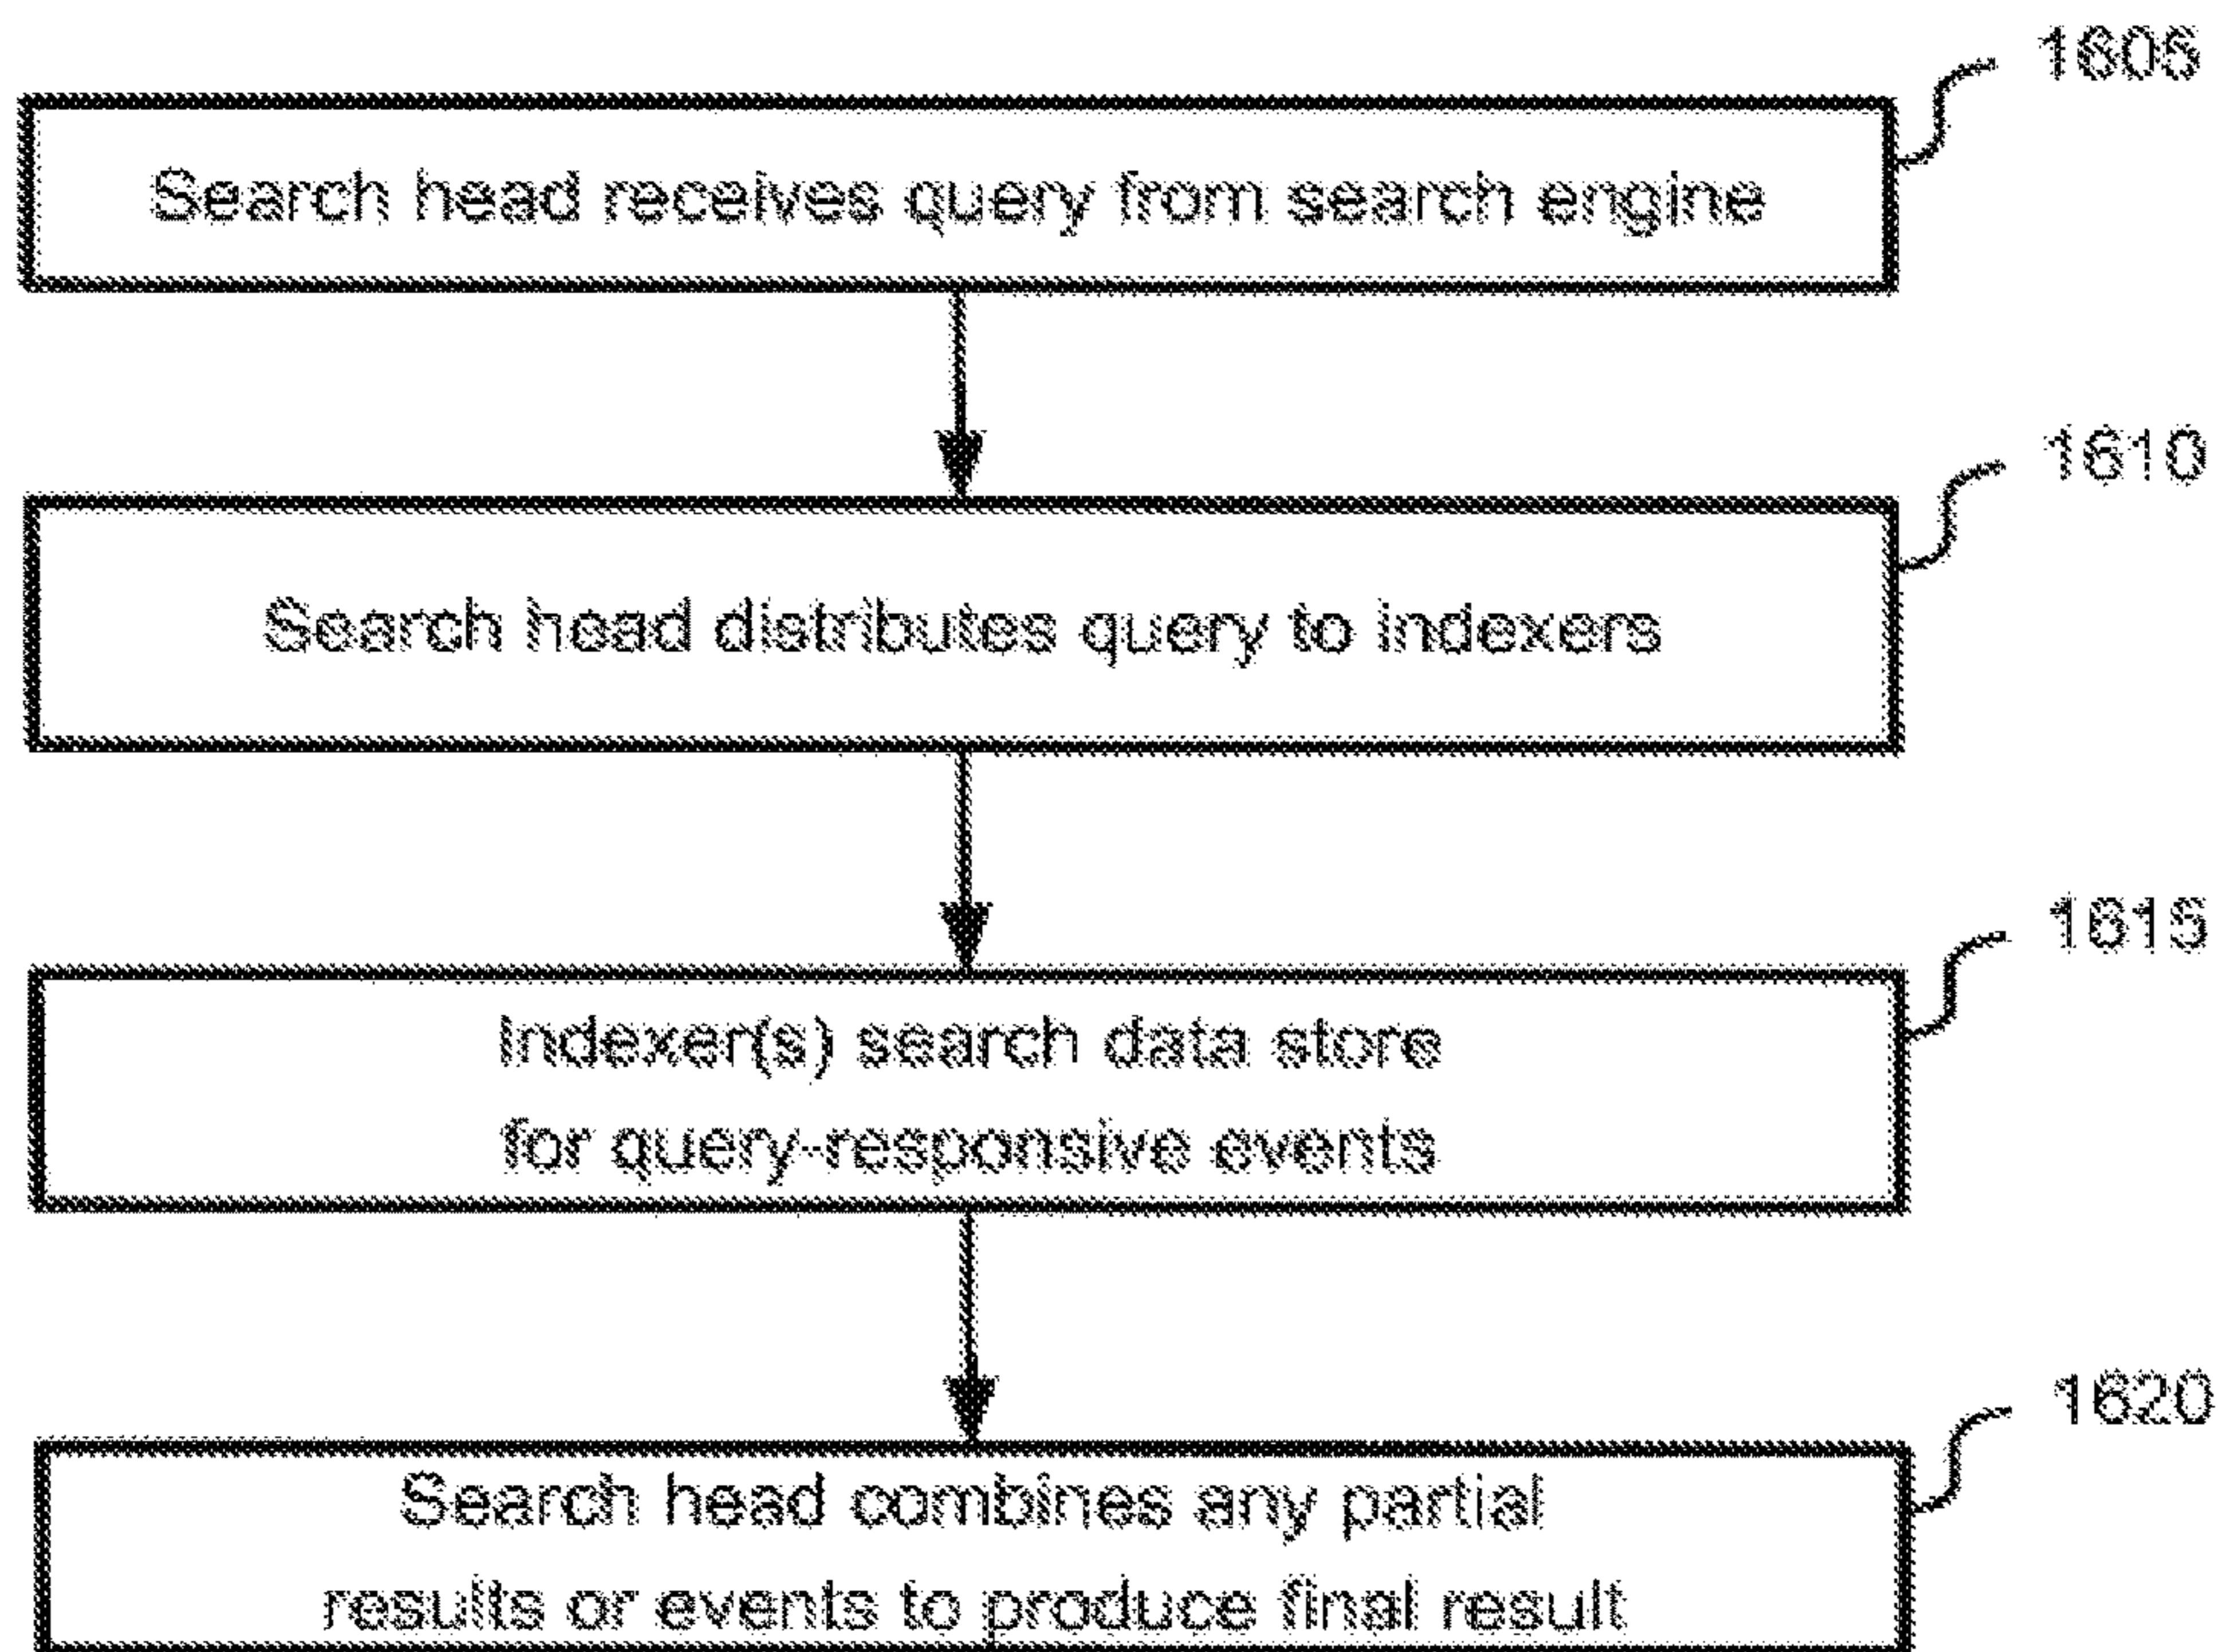 1605
Search head receives query from search engine
1610
Search head distributes query to indexers
1615
Indexer(s) search data store
for query-responsive events
1620
Search head combines any partial
results or events to produce final result